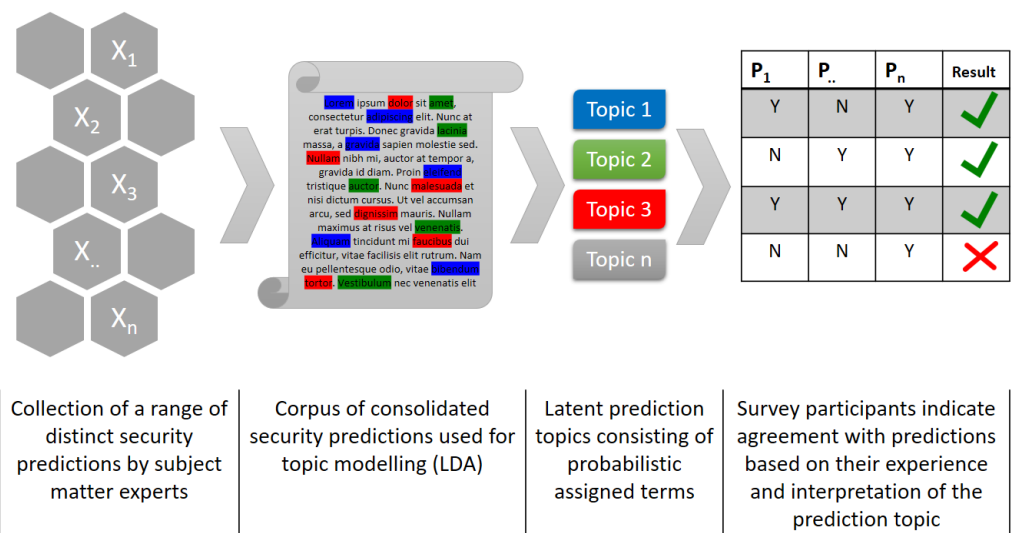 X1
X2
X3
X..
Xn
Lorem ipsum dolor sit amet,
consectetur adipiscing elit. Nunc at
erat turpis. Donec gravida lacinia
massa, a gravida sapien molestie sed.
Nullam nibh mi, auctor at tempor a,
gravida id diam. Proin eleifend
tristique auctor. Nunc malesuada et
nisi dictum cursus. Ut vel accumsan
arcu, sed dignissim mauris. Nullam
maximus at risus vel venenatis.
Aliquam tincidunt mi faucibus dui
efficitur, vitae facilisis elit rutrum. Nam
eu pellentesque odio, vitae bibendum
tortor. Vestibulum nec venenatis elit
Topic 1
Topic 2
Topic 3
Topic n
P1 P.. Pn Result
Y N Y
N Y Y
Y Y Y
N N Y
Collection of a range of
distinct security
predictions by subject
matter experts
Corpus of consolidated
security predictions used for
topic modelling (LDA)
Latent prediction
topics consisting of
probabilistic
assigned terms
Survey participants indicate
agreement with predictions
based on their experience
and interpretation of the
prediction topic